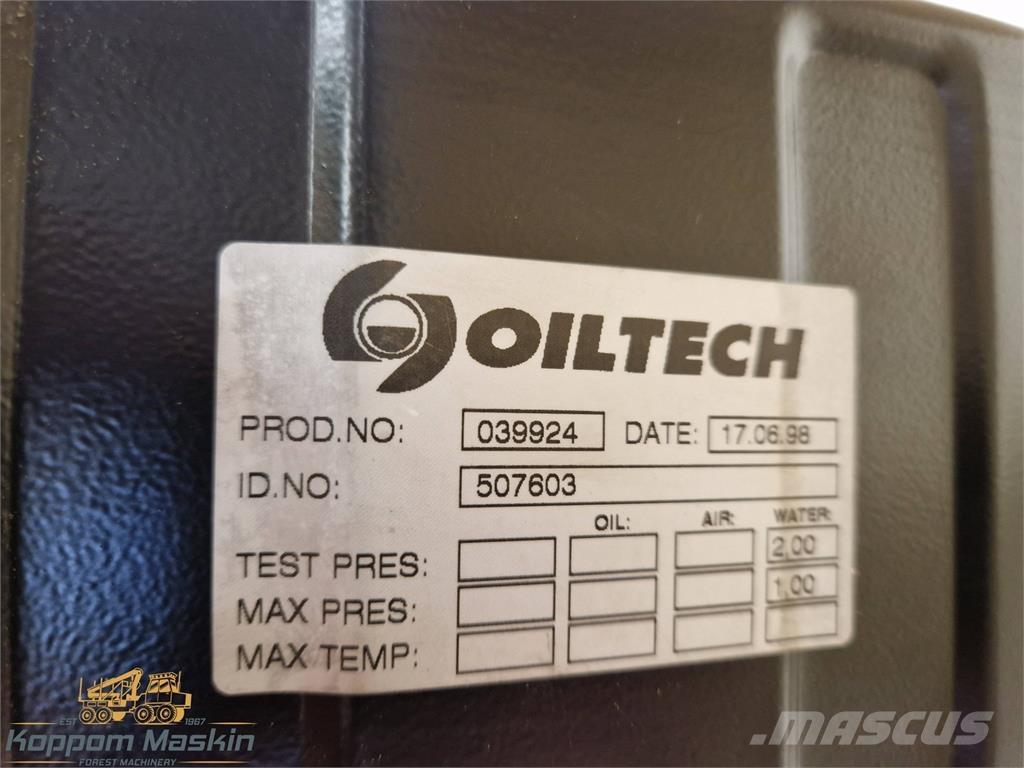 OILTECH
PROD.NO: 039924 DATE: 17.06.98
ID.NO: 507603
OIL: AIR: WATER:
TEST PRES: 2,00
MAX PRES: 1,00
MAX TEMP:
EST 1967
Koppom Maskin
FOREST MACHINERY
MASCUS